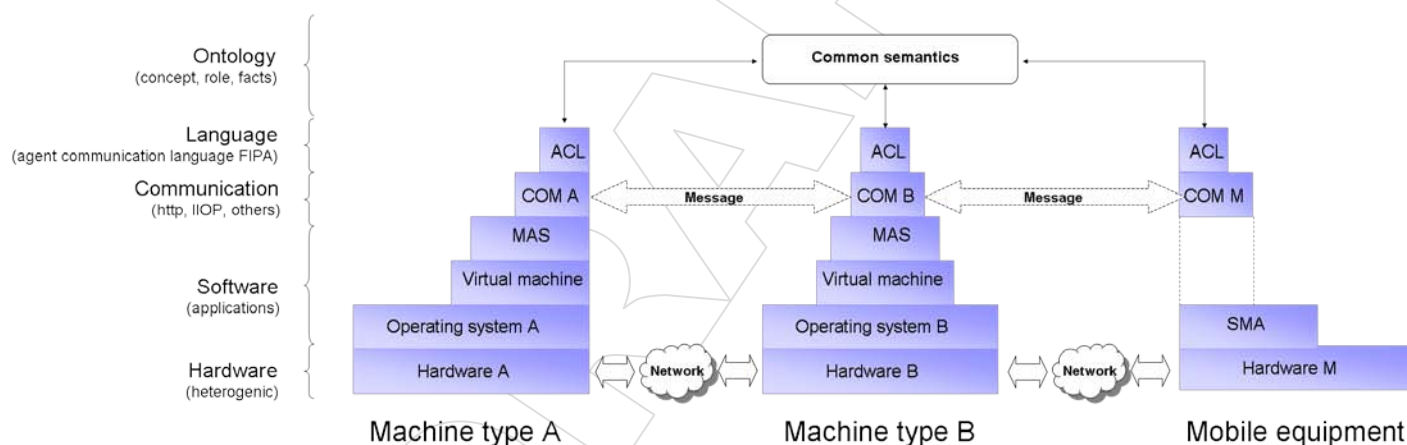 Ontology
(concept, role, facts)
Common semantics
Language
(agent communication language FIPA)
ACL
ACL
ACL
Communication
(http, IIOP, others)
COM A
Message
COM B
Message
COM M
MAS
MAS
Virtual machine
Virtual machine
Software
(applications)
Operating system A
Operating system B
SMA
Hardware
(heterogenic)
Hardware A
Network
Hardware B
Network
Hardware M
Machine type A
Machine type B
Mobile equipment